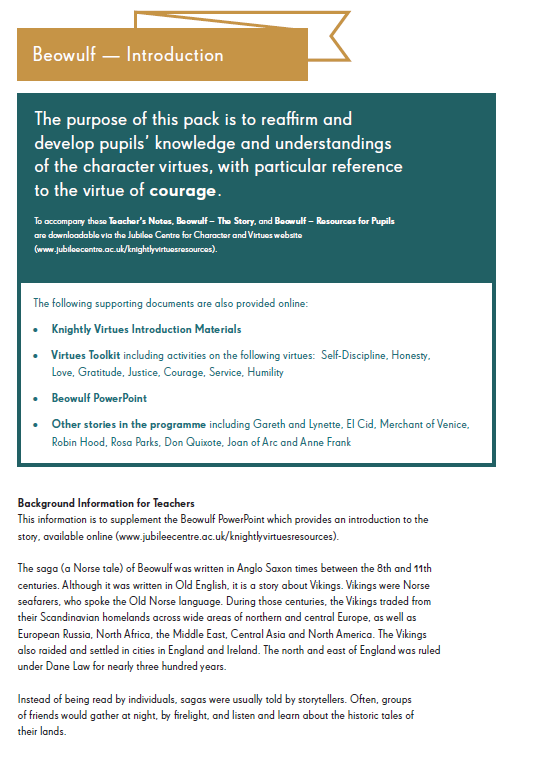 Beowulf — Introduction
The purpose of this pack is to reaffirm and
develop pupils' knowledge and understandings
of the character virtues, with particular reference
to the virtue of courage.
To accompany these Teacher's Notes, Beowulf – The Story, and Beowulf – Resources for Pupils
are downloadable via the Jubilee Centre for Character and Virtues website
(www.jubileecentre.ac.uk/knightlyvirtuesresources).
The following supporting documents are also provided online:
• Knightly Virtues Introduction Materials
• Virtues Toolkit including activities on the following virtues: Self-Discipline, Honesty,
Love, Gratitude, Justice, Courage, Service, Humility
• Beowulf PowerPoint
• Other stories in the programme including Gareth and Lynette, El Cid, Merchant of Venice,
Robin Hood, Rosa Parks, Don Quixote, Joan of Arc and Anne Frank
Background Information for Teachers
This information is to supplement the Beowulf PowerPoint which provides an introduction to the
story, available online (www.jubileecentre.ac.uk/knightlyvirtuesresources).
The saga (a Norse tale) of Beowulf was written in Anglo Saxon times between the 8th and 11th
centuries. Although it was written in Old English, it is a story about Vikings. Vikings were Norse
seafarers, who spoke the Old Norse language. During those centuries, the Vikings traded from
their Scandinavian homelands across wide areas of northern and central Europe, as well as
European Russia, North Africa, the Middle East, Central Asia and North America. The Vikings
also raided and settled in cities in England and Ireland. The north and east of England was ruled
under Dane Law for nearly three hundred years.
Instead of being read by individuals, sagas were usually told by storytellers. Often, groups
of friends would gather at night, by firelight, and listen and learn about the historic tales of
their lands.